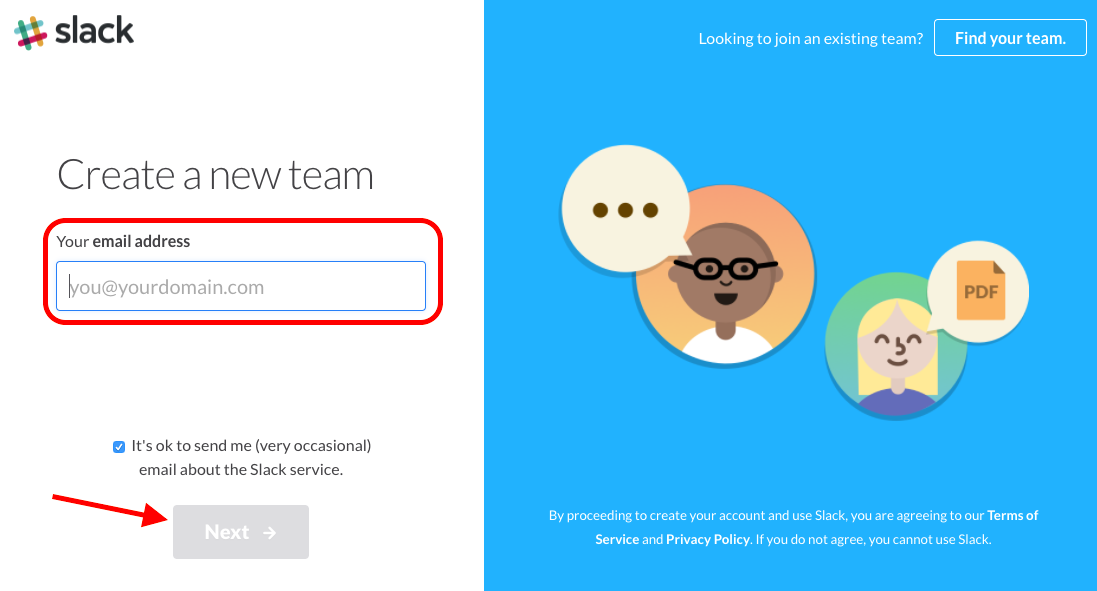 slack
Looking to join an existing team? Find your team.
Create a new team
Your email address
you@yourdomain.com
PDF
It's ok to send me (very occasional)
email about the Slack service.
Next →
By proceeding to create your account and use Slack, you are agreeing to our Terms of
Service and Privacy Policy. If you do not agree, you cannot use Slack.